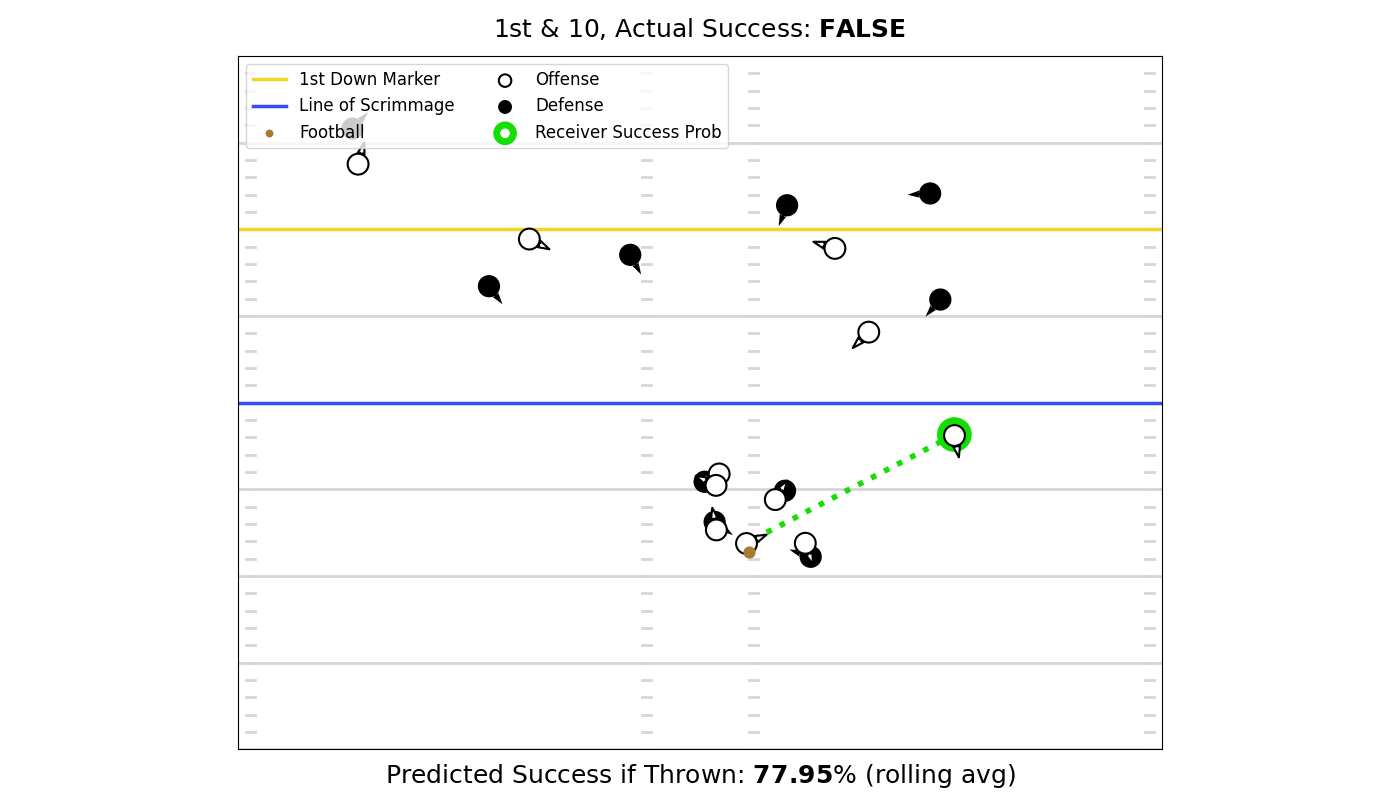 1st & 10, Actual Success: FALSE
1st Down Marker
Line of Scrimmage
Football
Offense
Defense
Receiver Success Prob
Predicted Success if Thrown: 77.95% (rolling avg)